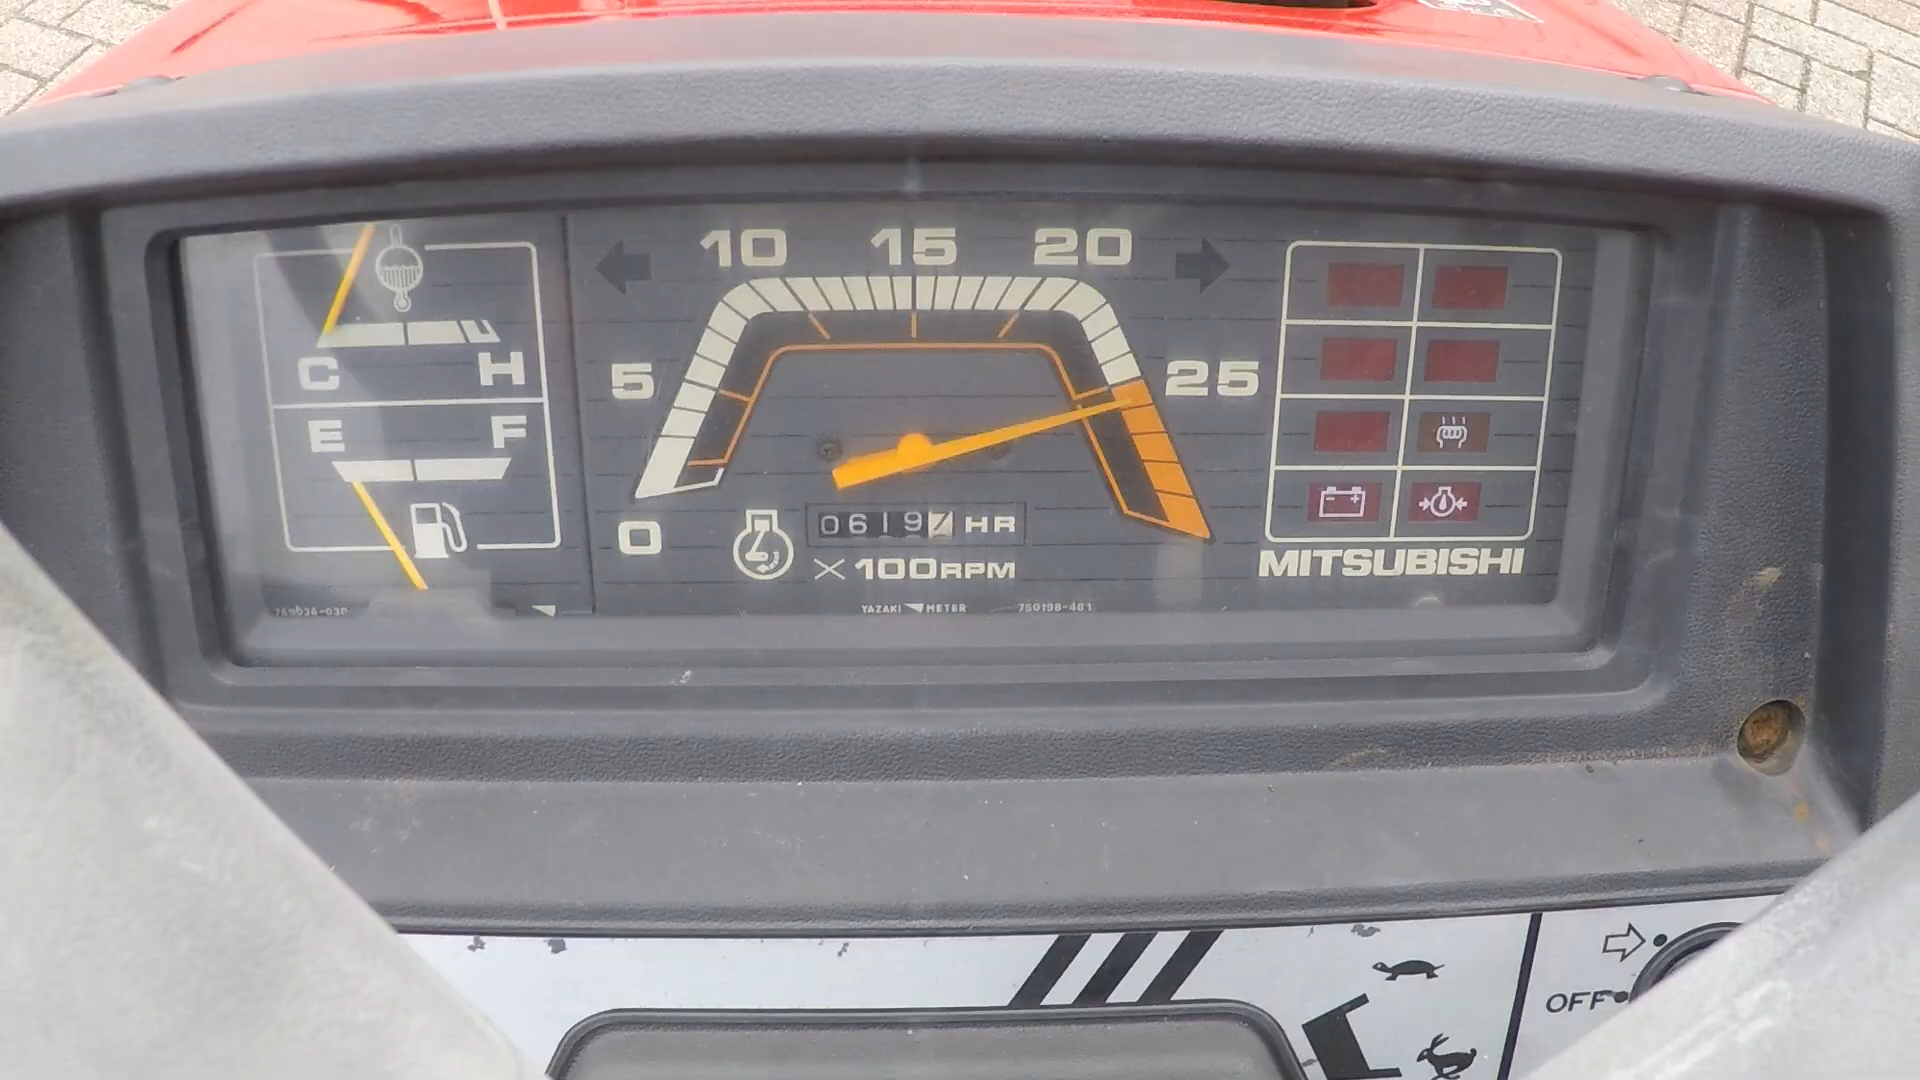 C H
E F
0 5 10 15 20 25
0619 HR
×100RPM
MITSUBISHI
YAZAKI METER 750198-461
OFF